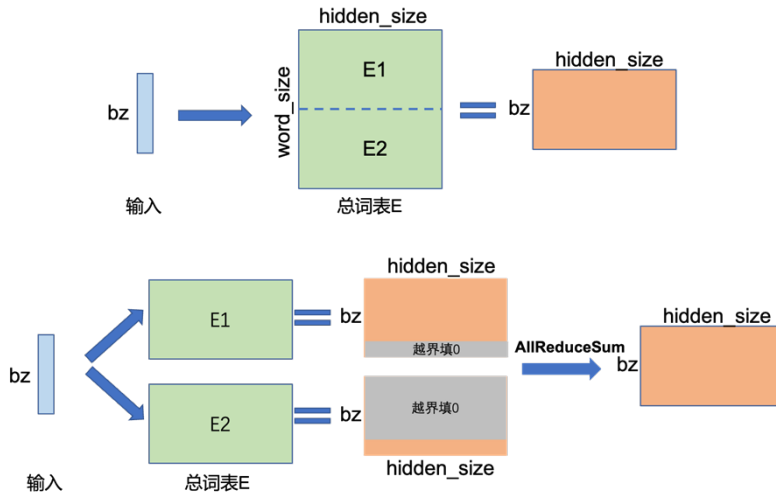 hidden_size
E1
hidden_size
bz
word_size
bz
E2
输入
总词表E
hidden_size
E1
bz
hidden_size
越界填0
AllReduceSum
bz
bz
E2
bz
越界填0
hidden_size
输入
总词表E